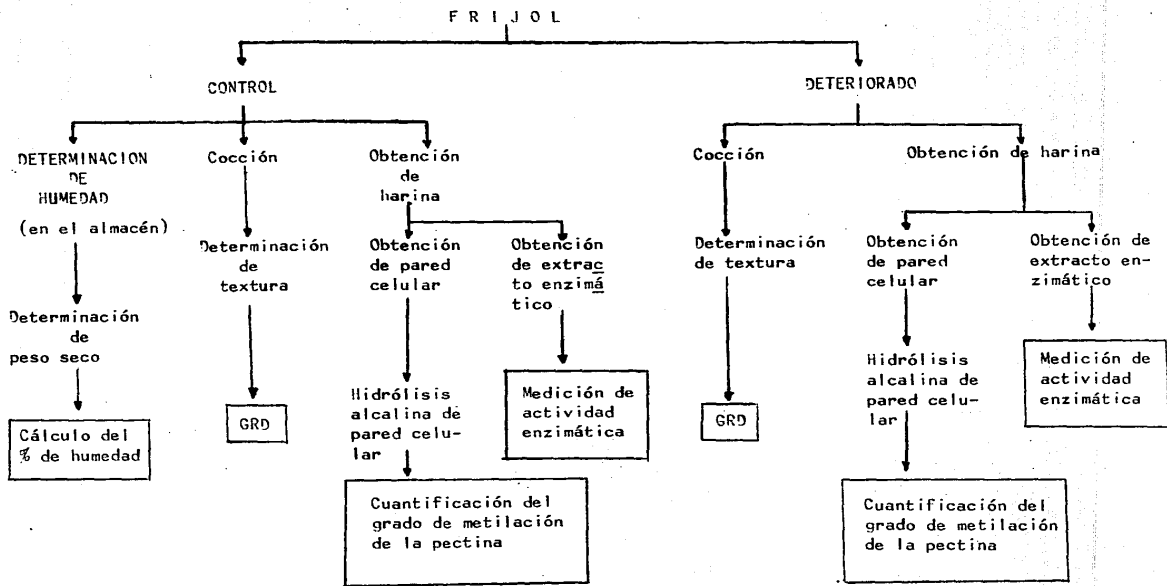 F R I J O L
CONTROL
DETERIORADO
DETERMINACION
DE
HUMEDAD
(en el almacén)
Determinación
de
peso seco
Cálculo del
% de humedad
Cocción
Determinación
de
textura
GRD
Obtención
de
harina
Obtención
de pared
celular
Hidrólisis
alcalina de
pared celu-
lar
Cuantificación del
grado de metilación
de la pectina
Obtención
de extrac
to enzimá
tico
Medición de
actividad
enzimática
Cocción
Determinación
de textura
GRD
Obtención de harina
Obtención
de pared
celular
Hidrólisis
alcalina de
pared celu-
lar
Cuantificación del
grado de metilación
de la pectina
Obtención de
extracto en-
zimático
Medición de
actividad
enzimática